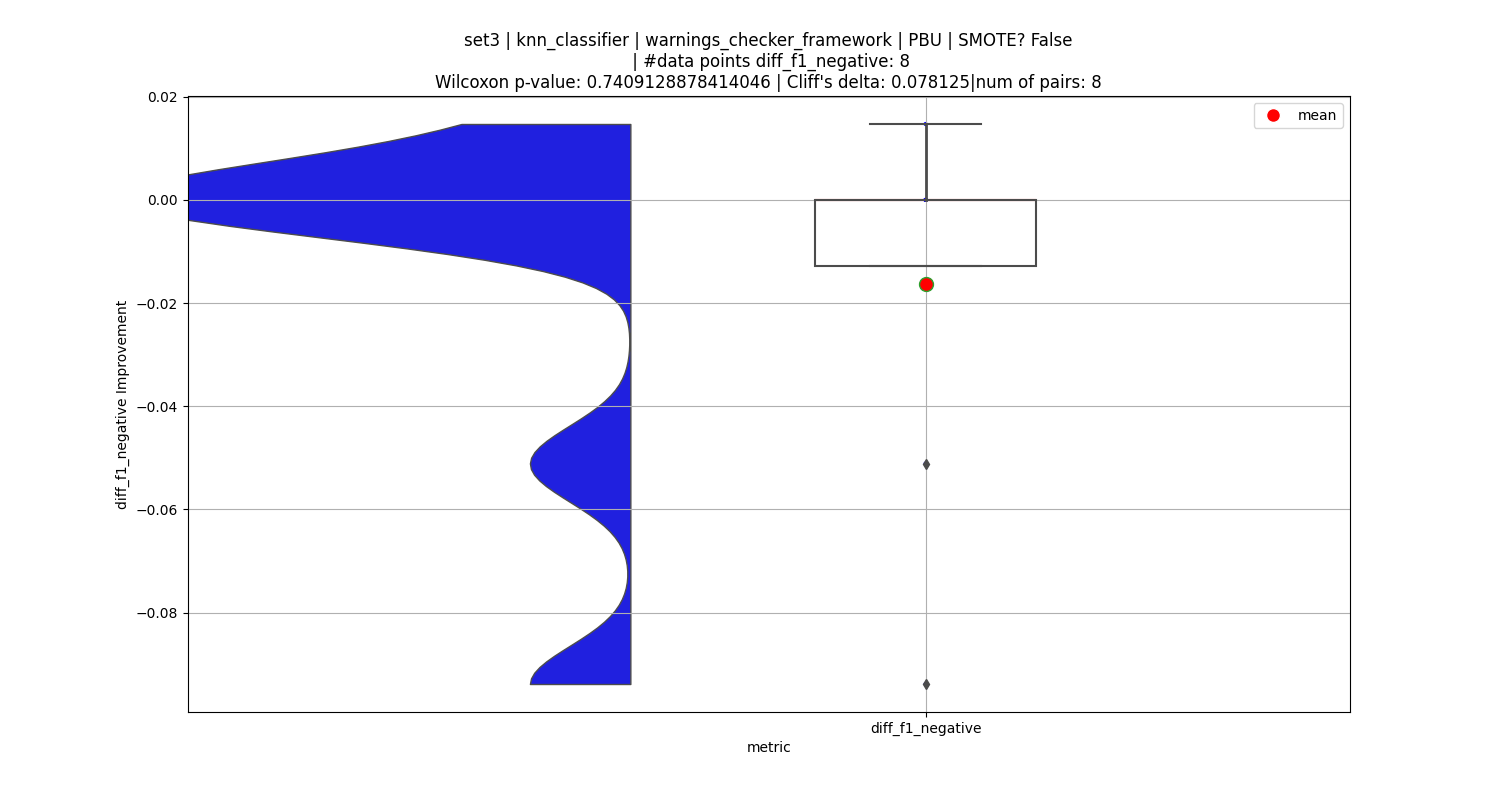 set3 | knn_classifier | warnings_checker_framework | PBU | SMOTE? False
| #data points diff_f1_negative: 8
Wilcoxon p-value: 0.7409128878414046 | Cliff's delta: 0.078125|num of pairs: 8
mean
0.02
0.00
−0.02
−0.04
−0.06
−0.08
diff_f1_negative Improvement
diff_f1_negative
metric